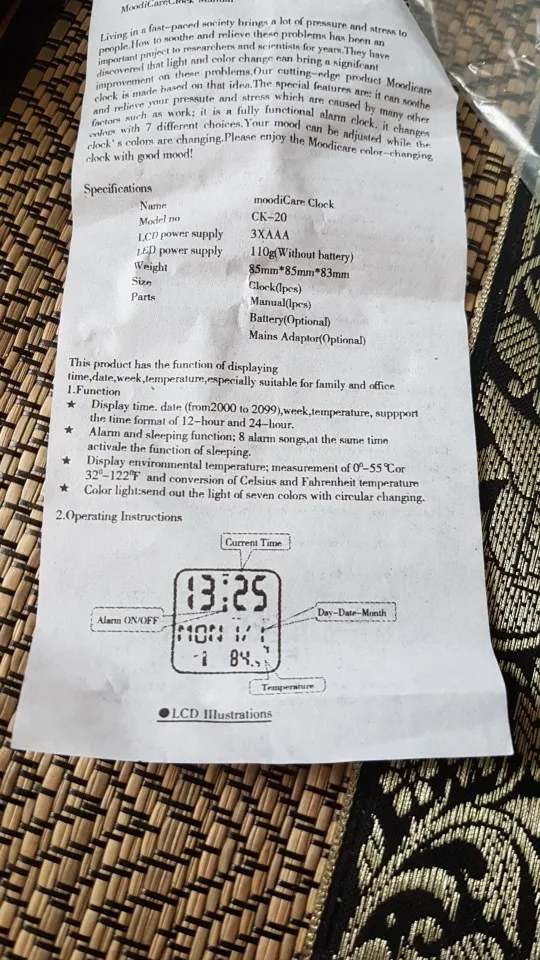 MoodiCareClock Manual
Living in a fast-paced society brings a lot of pressure and stress to
people.How to soothe and relieve these problems has been an
important project to researchers and scientists for years.They have
discovered that light and color change can bring a signifcant
improvement on these prmblems.Our cutting-edge product Moodicare
clock is made based on that idea.The special features are: it can soothe
and relieve your pressute and stress which are caused by many other
factors such as work; it is a fully functional alarm clock, it changes
colors with 7 different choices.Your mood can be adjusted while the
clock's colors are changing.Please enjoy the Moodicare color-changing
clock with good mood!
Specifications
Name moodiCare Clock
Model no CK-20
LCD power supply 3XAAA
LED power supply 110g(Without battery)
Weight 85mm*85mm*83mm
Size Clock(1pcs)
Parts Manual(1pcs)
Battery(Optional)
Mains Adaptor(Optional)
This product has the function of displaying
time,date,week,temperature,especially suitable for family and office
1.Function
★ Display time. date (from2000 to 2099),week,temperature, suppport
the time format of 12-hour and 24-hour.
★ Alarm and sleeping function; 8 alarm songs,at the same time
activale the function of sleeping.
★ Display environmental temperature; measurement of 0°-55℃or
32°-122℉ and conversion of Celsius and Fahrenheit temperature
★ Color light:send out the light of seven colors with circular changing.
2.Operating Instructions
Current Time
13:25
Alarm ON/OFF
Day-Date-Month
MON 1/1
84
Temperature
●LCD Illustrations